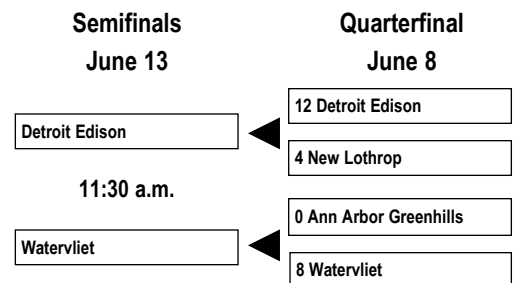 Semifinals
June 13
Quarterfinal
June 8
12 Detroit Edison
Detroit Edison
4 New Lothrop
11:30 a.m.
0 Ann Arbor Greenhills
Watervliet
8 Watervliet